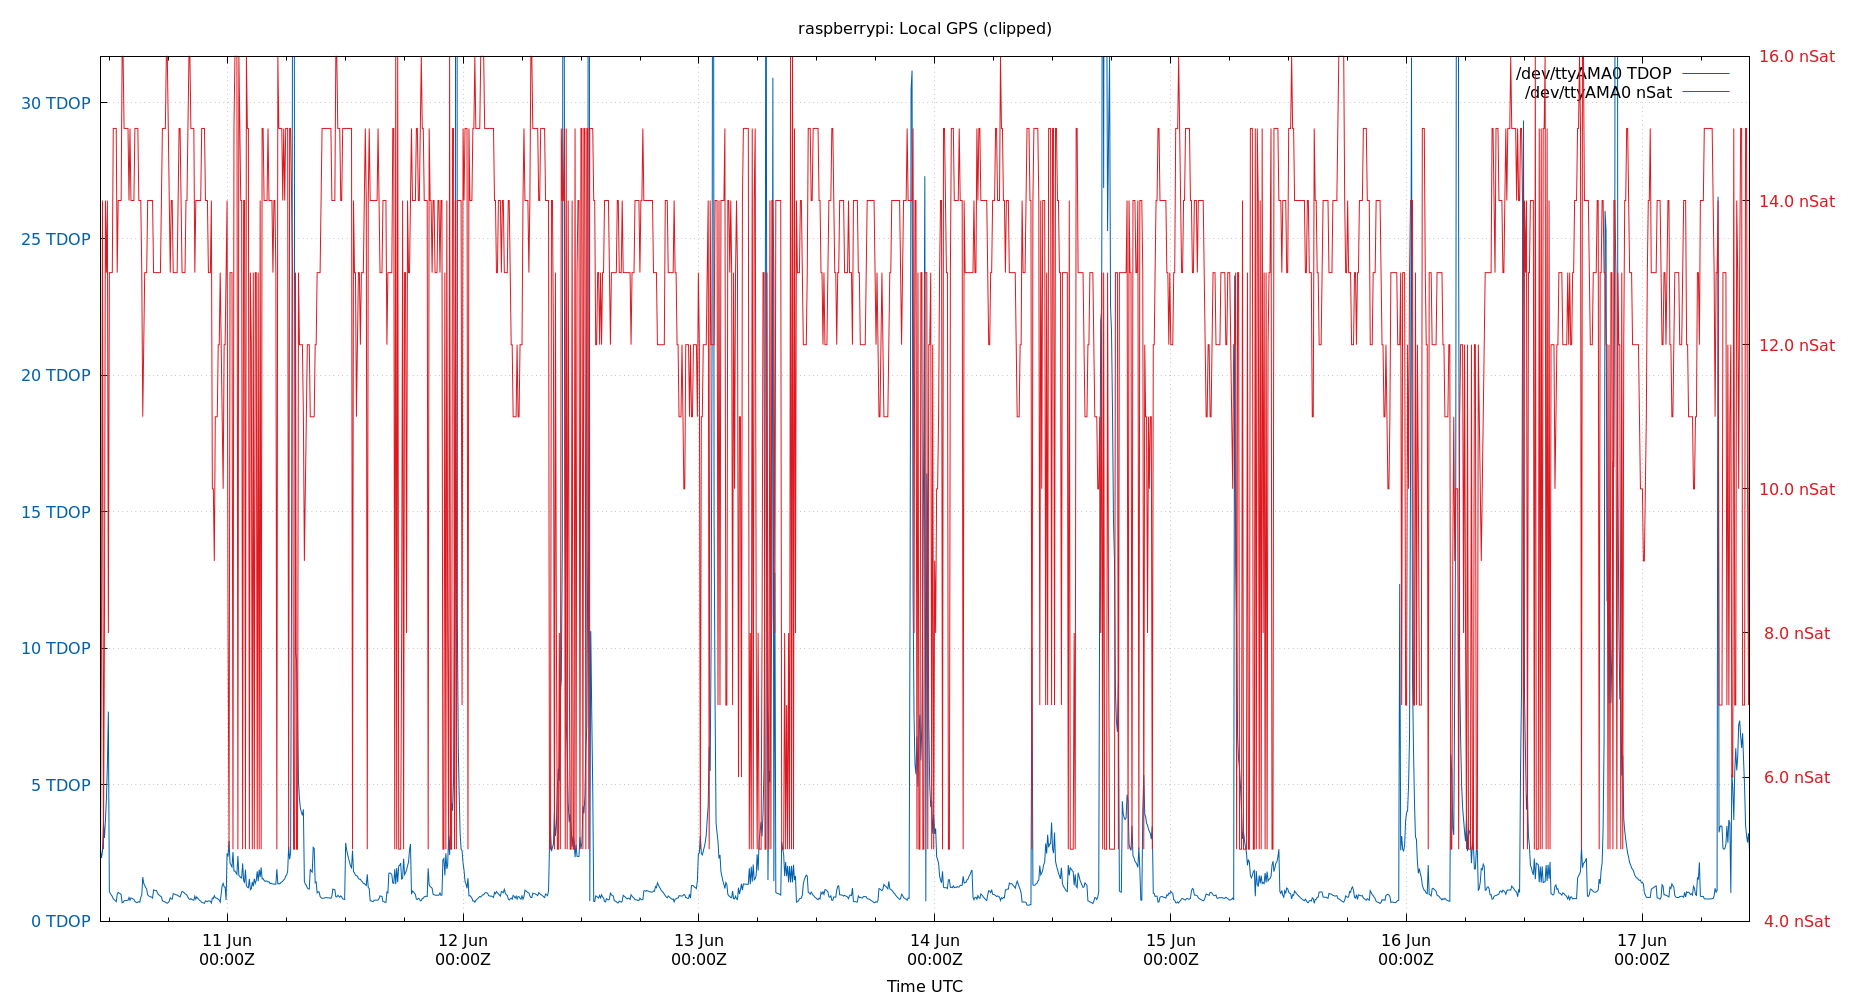 raspberrypi: Local GPS (clipped)
/dev/ttyAMA0 TDOP
/dev/ttyAMA0 nSat
30 TDOP
25 TDOP
20 TDOP
15 TDOP
10 TDOP
5 TDOP
0 TDOP
16.0 nSat
14.0 nSat
12.0 nSat
10.0 nSat
8.0 nSat
6.0 nSat
4.0 nSat
11 Jun
00:00Z
12 Jun
00:00Z
13 Jun
00:00Z
14 Jun
00:00Z
15 Jun
00:00Z
16 Jun
00:00Z
17 Jun
00:00Z
Time UTC